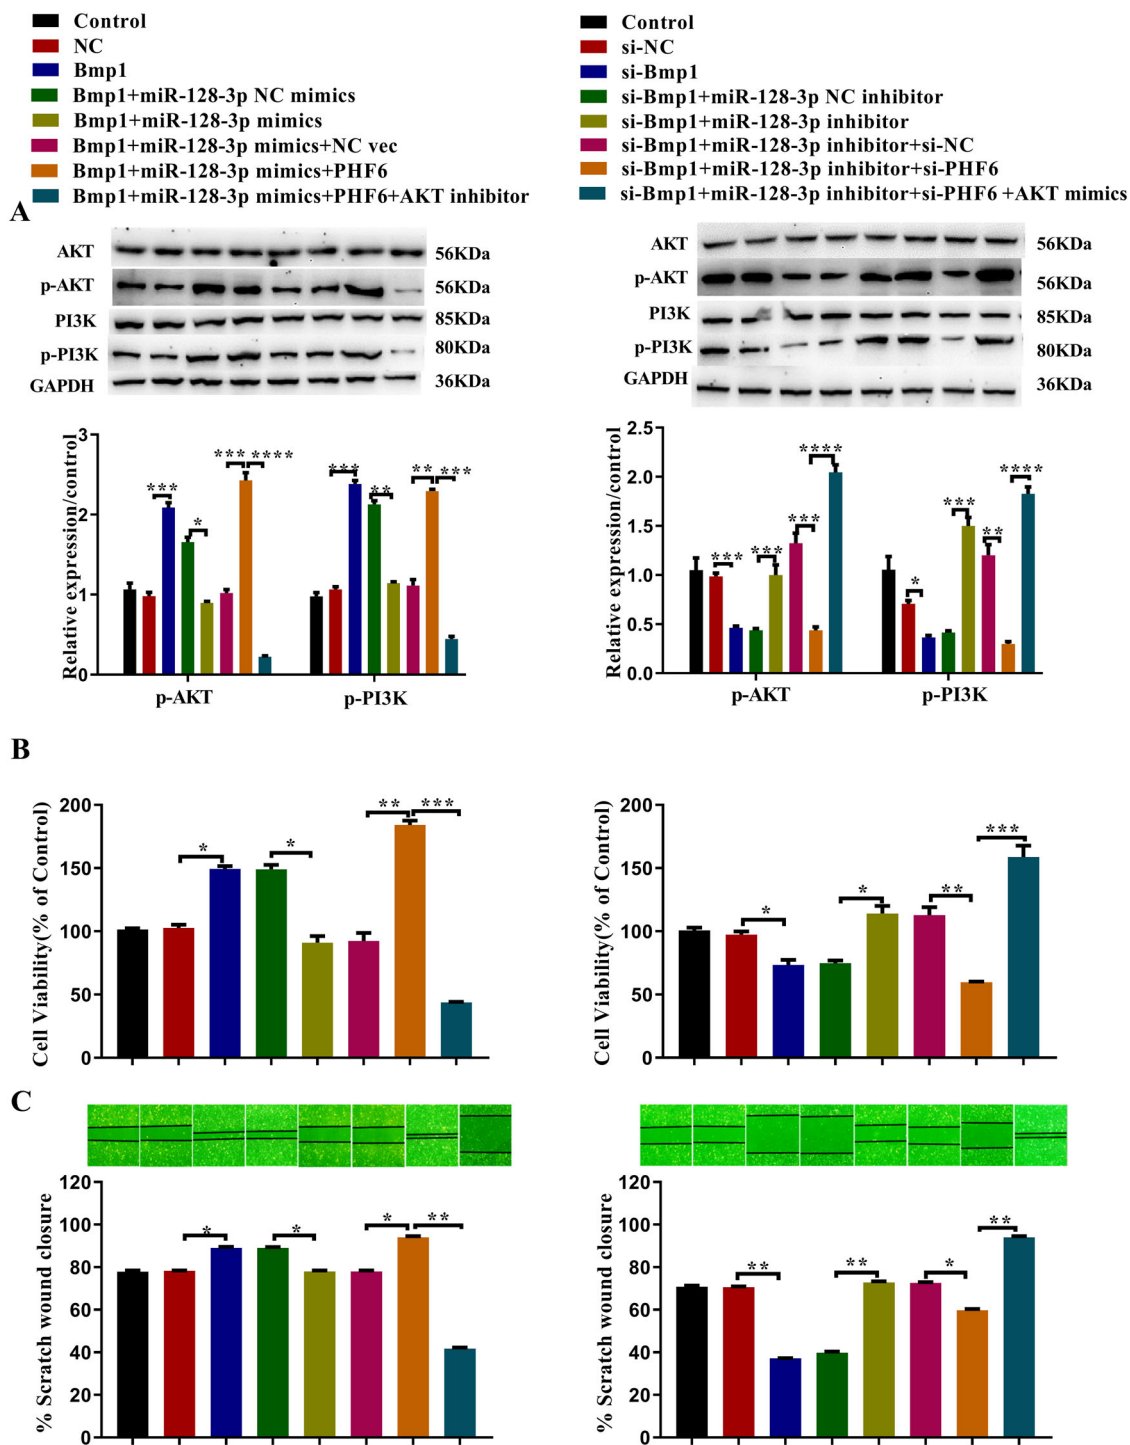 Control
NC
Bmp1
Bmp1+miR-128-3p NC mimics
Bmp1+miR-128-3p mimics
Bmp1+miR-128-3p mimics+NC vec
Bmp1+miR-128-3p mimics+PHF6
Bmp1+miR-128-3p mimics+PHF6+AKT inhibitor
Control
si-NC
si-Bmp1
si-Bmp1+miR-128-3p NC inhibitor
si-Bmp1+miR-128-3p inhibitor
si-Bmp1+miR-128-3p inhibitor+si-NC
si-Bmp1+miR-128-3p inhibitor+si-PHF6
si-Bmp1+miR-128-3p inhibitor+si-PHF6 +AKT mimics
A
AKT 56KDa
p-AKT 56KDa
PI3K 85KDa
p-PI3K 80KDa
GAPDH 36KDa
AKT 56KDa
p-AKT 56KDa
PI3K 85KDa
p-PI3K 80KDa
GAPDH 36KDa
Relative expression/control
3
2
1
0
*** * *** **** *** ** ** ***
p-AKT p-PI3K
Relative expression/control
2.5
2.0
1.5
1.0
0.5
0.0
*** *** *** **** * *** ** ****
p-AKT p-PI3K
B
Cell Viability(% of Control)
200
150
100
50
0
* * ** ***
Cell Viability(% of Control)
200
150
100
50
0
* * ** ***
C
% Scratch wound closure
120
100
80
60
40
20
0
* * * **
% Scratch wound closure
120
100
80
60
40
20
0
** ** * **